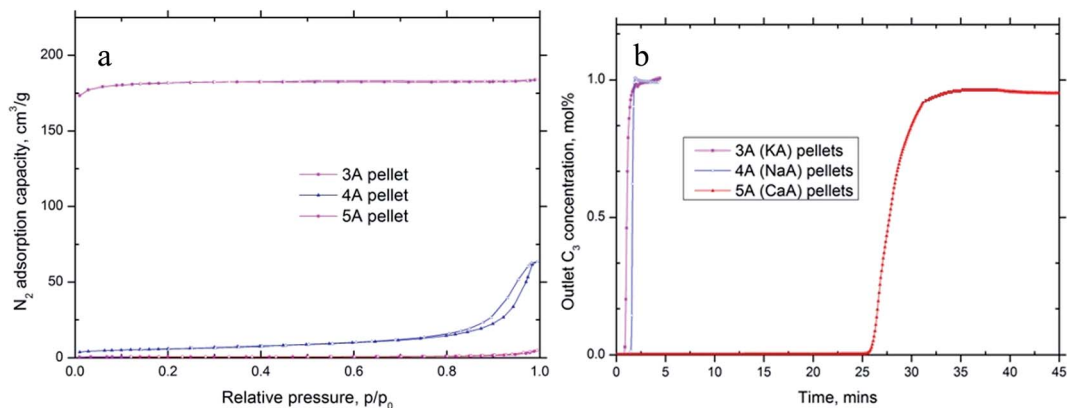 a
200
150
100
50
0
N₂ adsorption capacity, cm³/g
3A pellet
4A pellet
5A pellet
0.0 0.2 0.4 0.6 0.8 1.0
Relative pressure, p/p₀
b
1.0
0.5
0.0
Outlet C₃ concentration, mol%
3A (KA) pellets
4A (NaA) pellets
5A (CaA) pellets
0 5 10 15 20 25 30 35 40 45
Time, mins